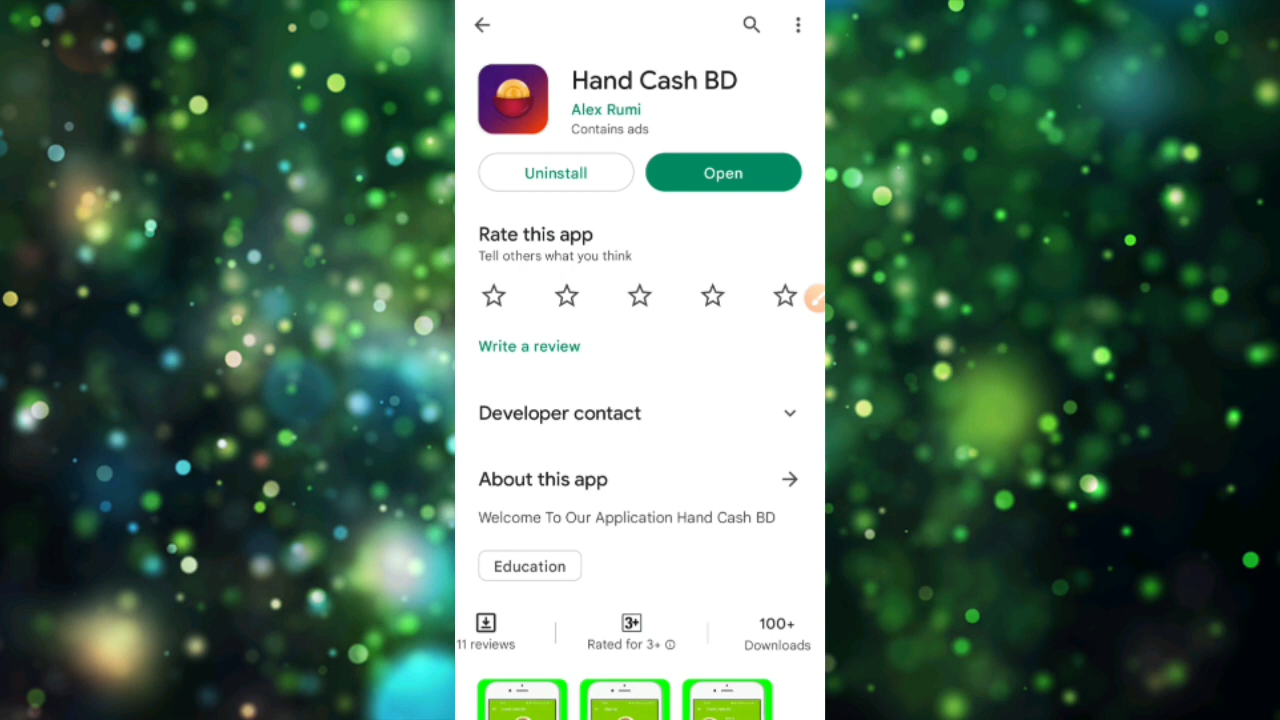 Hand Cash BD
Alex Rumi
Contains ads
Uninstall
Open
Rate this app
Tell others what you think
Write a review
Developer contact
About this app
Welcome To Our Application Hand Cash BD
Education
11 reviews
3+
Rated for 3+
100+
Downloads